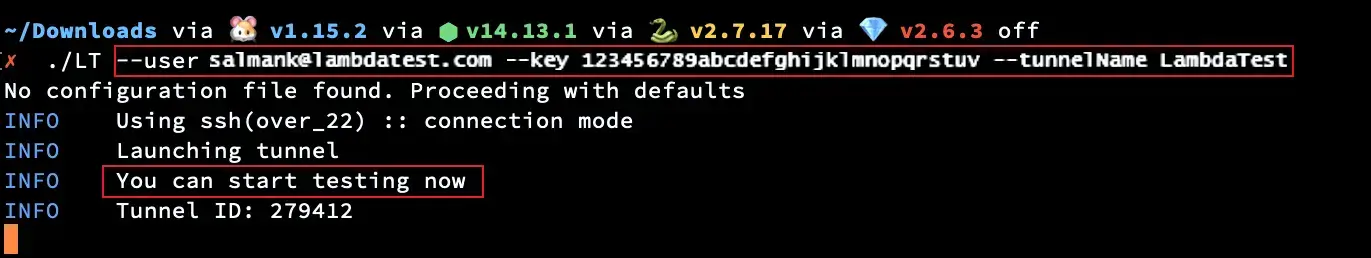 ~/Downloads via 🐹 v1.15.2 via ⬢ v14.13.1 via 🐍 v2.7.17 via 💎 v2.6.3 off
✗ ./LT --user salmank@lambdatest.com --key 123456789abcdefghijklmnopqrstuv --tunnelName LambdaTest
No configuration file found. Proceeding with defaults
INFO Using ssh(over_22) :: connection mode
INFO Launching tunnel
INFO You can start testing now
INFO Tunnel ID: 279412